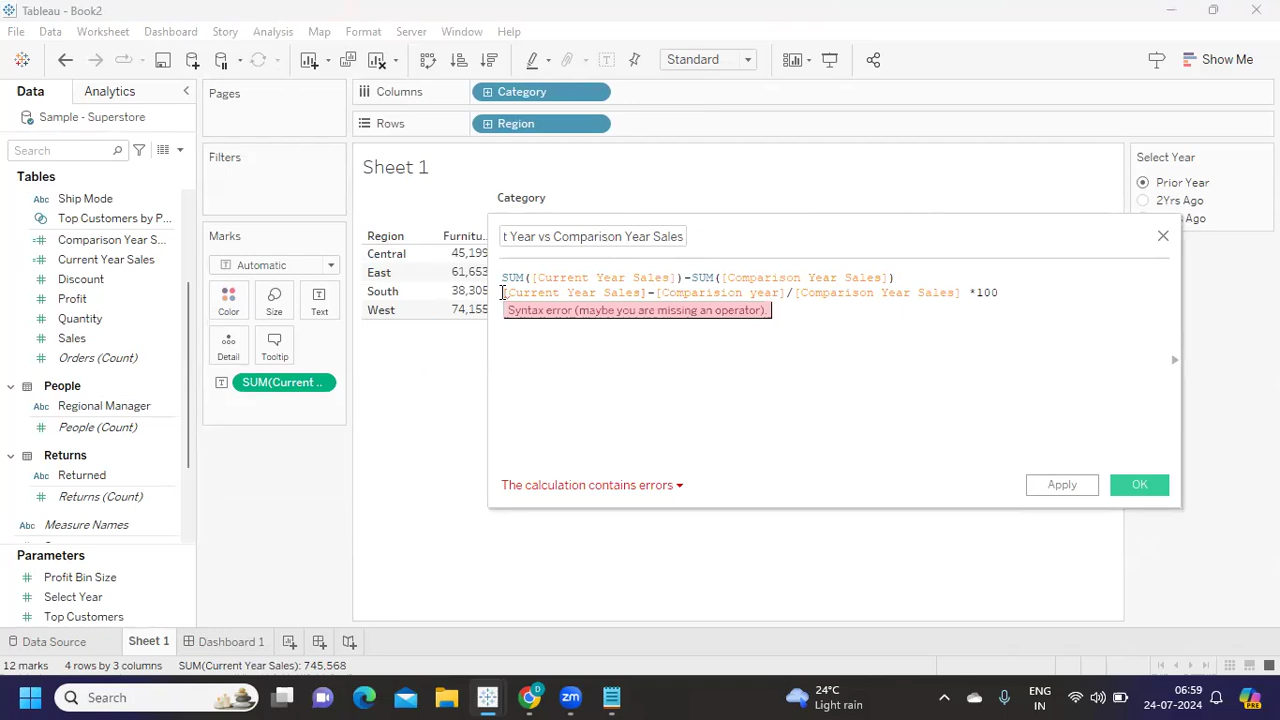 Tableau - Book2
File Data Worksheet Dashboard Story Analysis Map Format Server Window Help
Standard
Show Me
Data Analytics
Sample - Superstore
Search
Tables
Abc Ship Mode
Top Customers by P...
Comparison Year S...
Current Year Sales
Discount
Profit
Quantity
Sales
Orders (Count)
People
Abc Regional Manager
People (Count)
Returns
Abc Returned
Returns (Count)
Abc Measure Names
Parameters
Profit Bin Size
Select Year
Top Customers
Pages
Filters
Marks
Automatic
Color Size Text
Detail Tooltip
SUM(Current ..
Columns Category
Rows Region
Sheet 1
Category
Region Furnitu..
Central 45,199
East 61,653
South 38,305
West 74,155
Select Year
Prior Year
2Yrs Ago
s Ago
t Year vs Comparison Year Sales
SUM([Current Year Sales])-SUM([Comparison Year Sales])
[Current Year Sales]-[Comparision year]/[Comparison Year Sales] *100
Syntax error (maybe you are missing an operator).
The calculation contains errors
Apply OK
Data Source Sheet 1 Dashboard 1
12 marks 4 rows by 3 columns SUM(Current Year Sales): 745,568
Search
24°C
Light rain
ENG
IN
06:59
24-07-2024